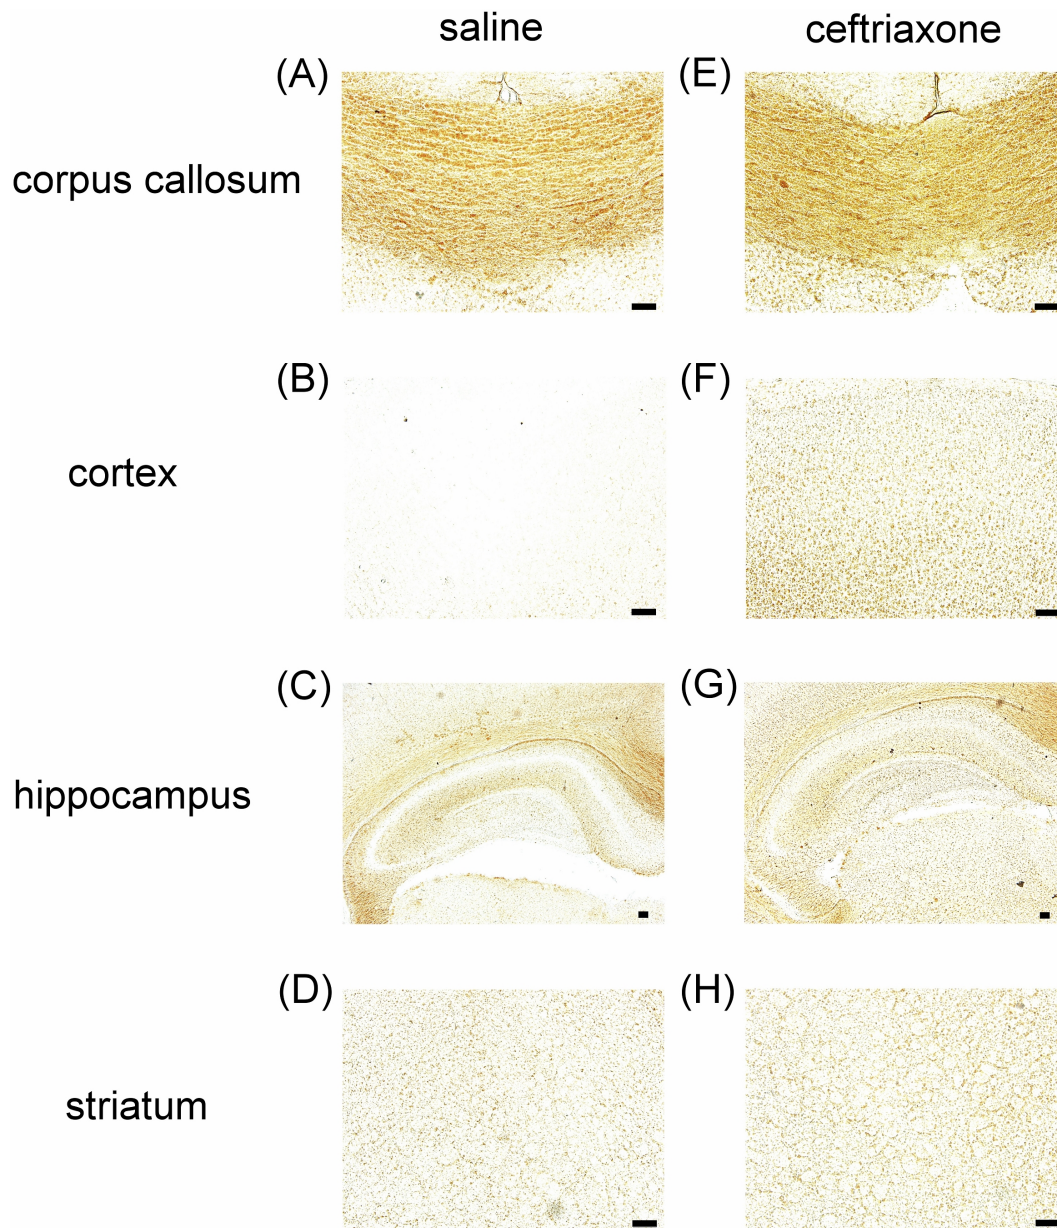 saline ceftriaxone
(A) (E)
corpus callosum
(B) (F)
cortex
(C) (G)
hippocampus
(D) (H)
striatum